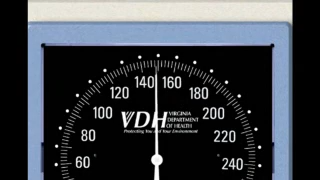 140 160
120 180
100 200
80 220
60 240
VDH VIRGINIA
DEPARTMENT
OF HEALTH
Protecting You and Your Environment